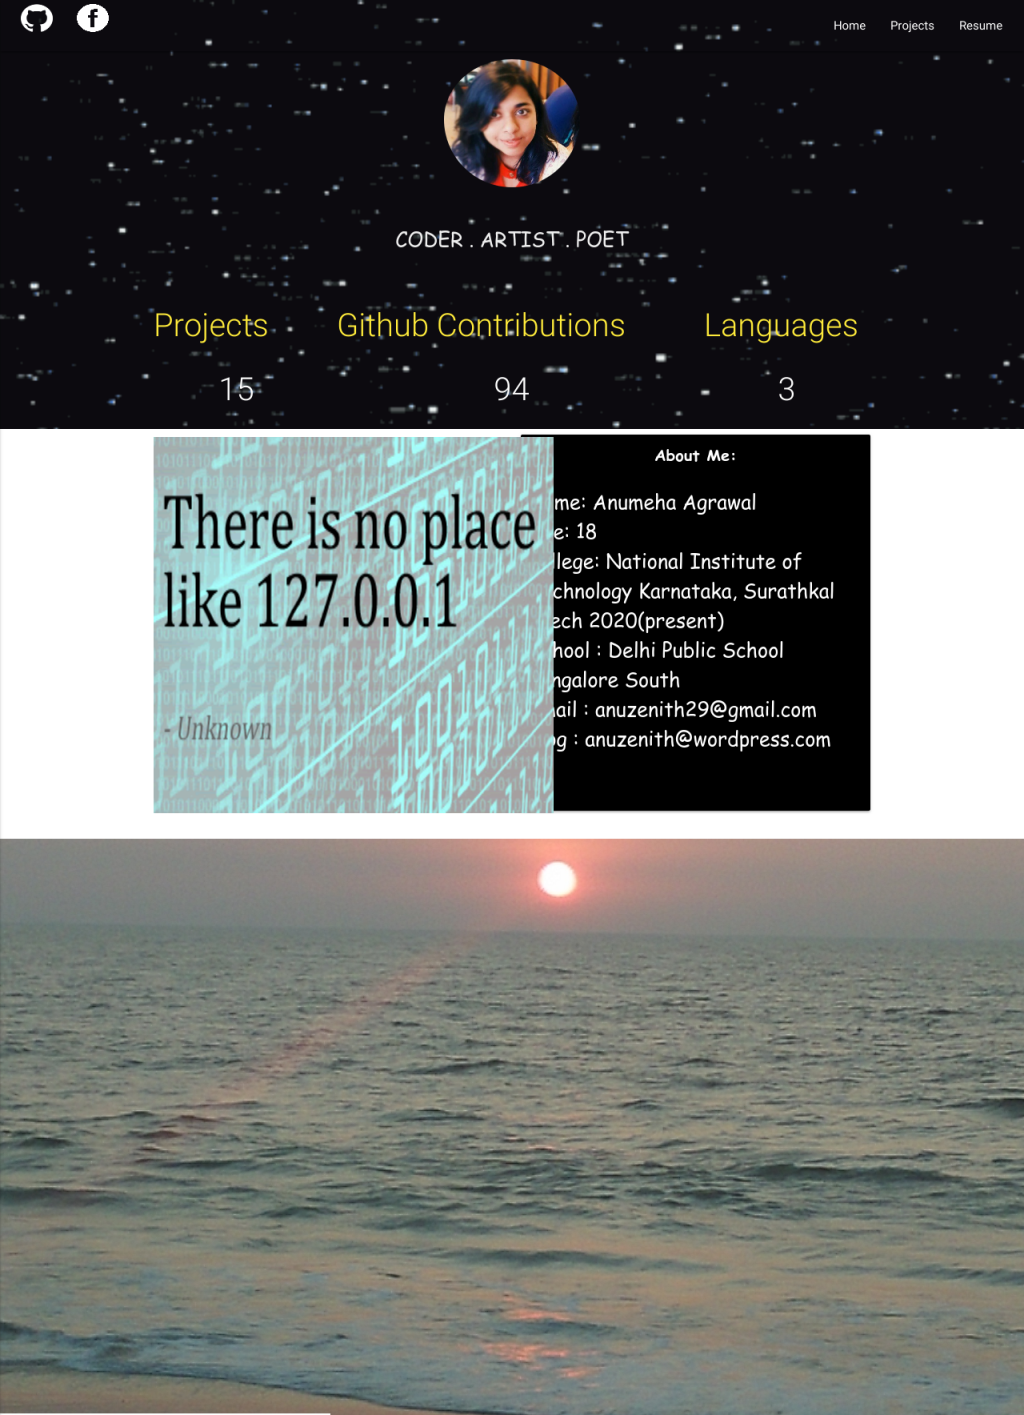 Home Projects Resume
CODER . ARTIST . POET
Projects Github Contributions Languages
15 94 3
There is no place
like 127.0.0.1
- Unknown
About Me:
me: Anumeha Agrawal
e: 18
llege: National Institute of
chnology Karnataka, Surathkal
ech 2020(present)
hool : Delhi Public School
ngalore South
ail : anuzenith29@gmail.com
og : anuzenith@wordpress.com